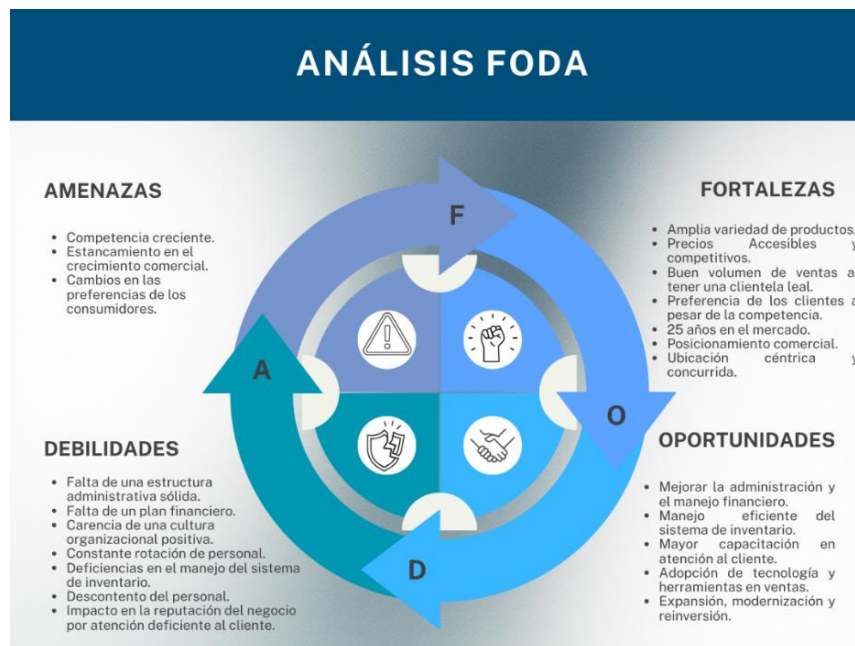 ANÁLISIS FODA
AMENAZAS
• Competencia creciente.
• Estancamiento en el
crecimiento comercial.
• Cambios en las
preferencias de los
consumidores.
FORTALEZAS
• Amplia variedad de productos.
• Precios Accesibles y
competitivos.
• Buen volumen de ventas a
tener una clientela leal.
• Preferencia de los clientes a
pesar de la competencia.
• 25 años en el mercado.
• Posicionamiento comercial.
• Ubicación céntrica y
concurrida.
F
A
O
D
DEBILIDADES
• Falta de una estructura
administrativa sólida.
• Falta de un plan financiero.
• Carencia de una cultura
organizacional positiva.
• Constante rotación de personal.
• Deficiencias en el manejo del sistema
de inventario.
• Descontento del personal.
• Impacto en la reputación del negocio
por atención deficiente al cliente.
OPORTUNIDADES
• Mejorar la administración y
el manejo financiero.
• Manejo eficiente del
sistema de inventario.
• Mayor capacitación en
atención al cliente.
• Adopción de tecnología y
herramientas en ventas.
• Expansión, modernización y
reinversión.